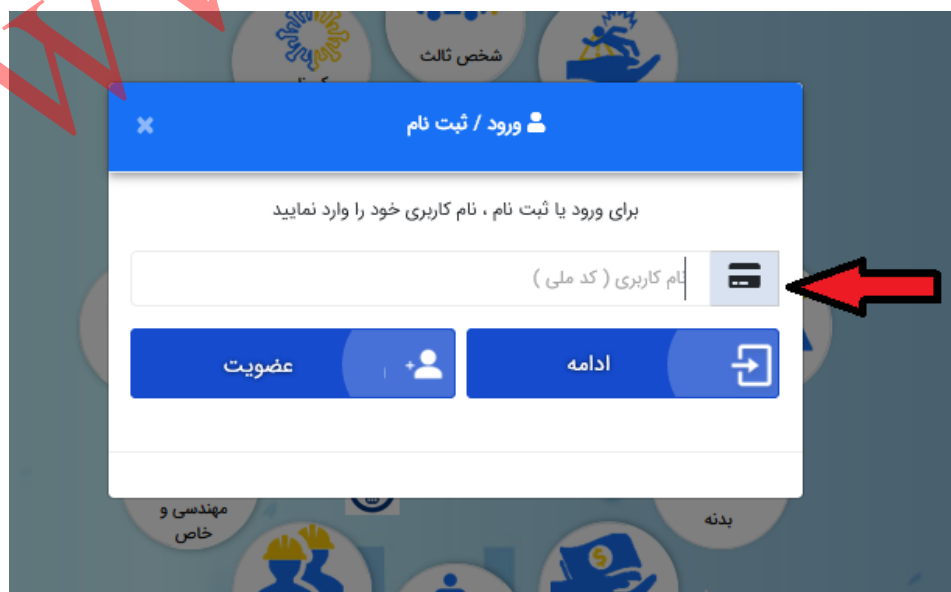 شخص ثالث
ورود / ثبت نام
×
برای ورود یا ثبت نام ، نام کاربری خود را وارد نمایید
نام کاربری ( کد ملی )
ادامه
عضویت
بدنه
مهندسی و
خاص